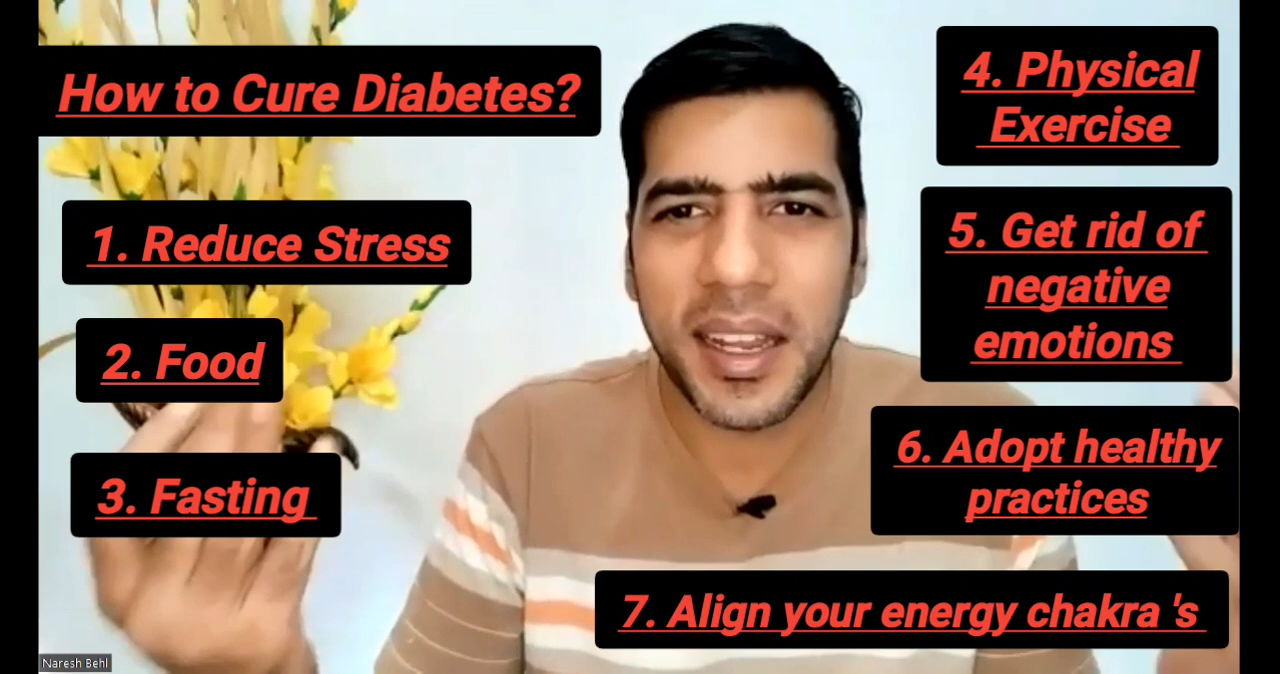 How to Cure Diabetes?
1. Reduce Stress
2. Food
3. Fasting
4. Physical
Exercise
5. Get rid of
negative
emotions
6. Adopt healthy
practices
7. Align your energy chakra 's
Naresh Behl